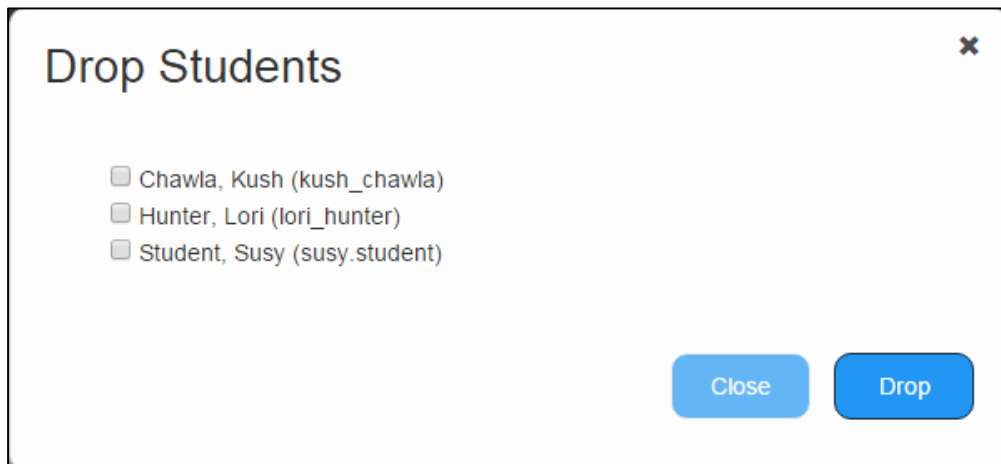 Drop Students
Chawla, Kush (kush_chawla)
Hunter, Lori (lori_hunter)
Student, Susy (susy.student)
Close Drop